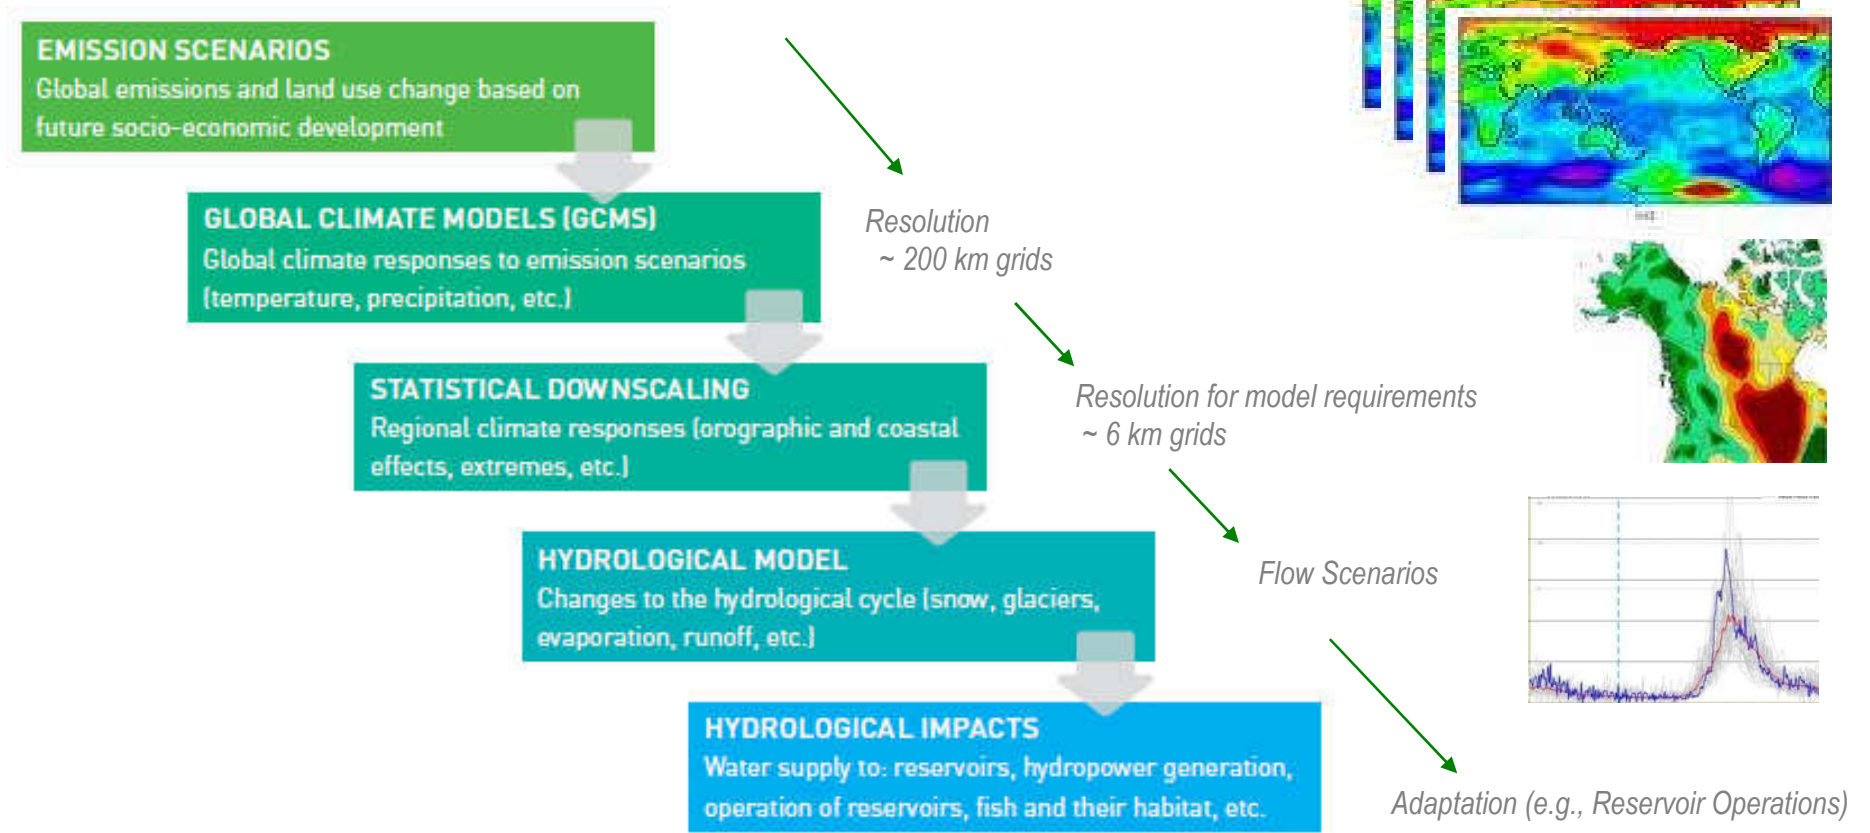 EMISSION SCENARIOS
Global emissions and land use change based on
future socio-economic development
GLOBAL CLIMATE MODELS (GCMS)
Global climate responses to emission scenarios
(temperature, precipitation, etc.)
Resolution
~ 200 km grids
STATISTICAL DOWNSCALING
Regional climate responses (orographic and coastal
effects, extremes, etc.)
Resolution for model requirements
~ 6 km grids
HYDROLOGICAL MODEL
Changes to the hydrological cycle (snow, glaciers,
evaporation, runoff, etc.)
Flow Scenarios
HYDROLOGICAL IMPACTS
Water supply to: reservoirs, hydropower generation,
operation of reservoirs, fish and their habitat, etc.
Adaptation (e.g., Reservoir Operations)